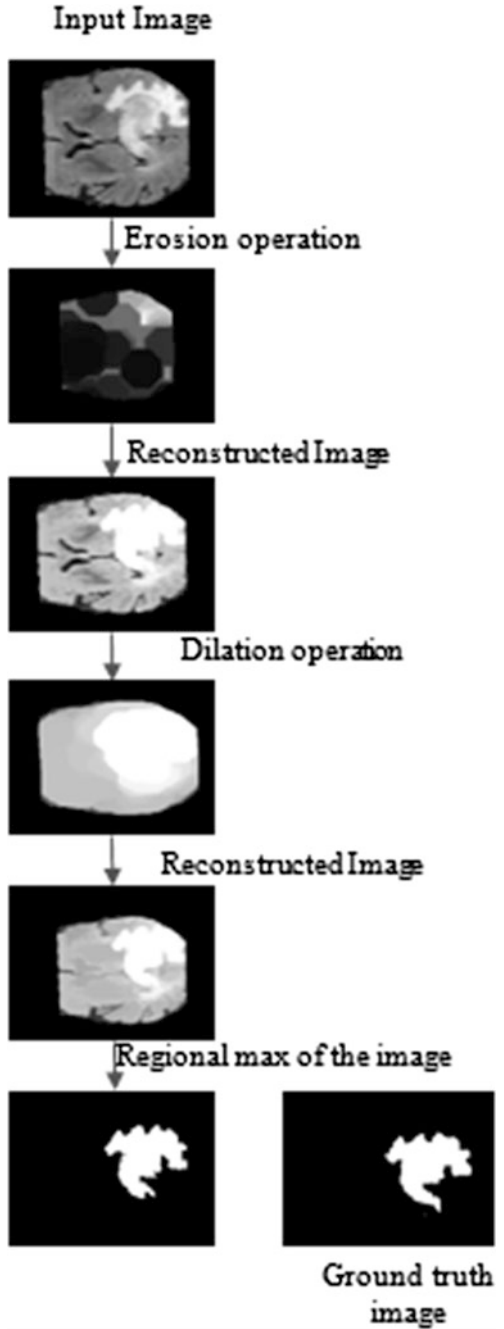 Input Image
Erosion operation
Reconstructed Image
Dilation operation
Reconstructed Image
Regional max of the image
Ground truth
image